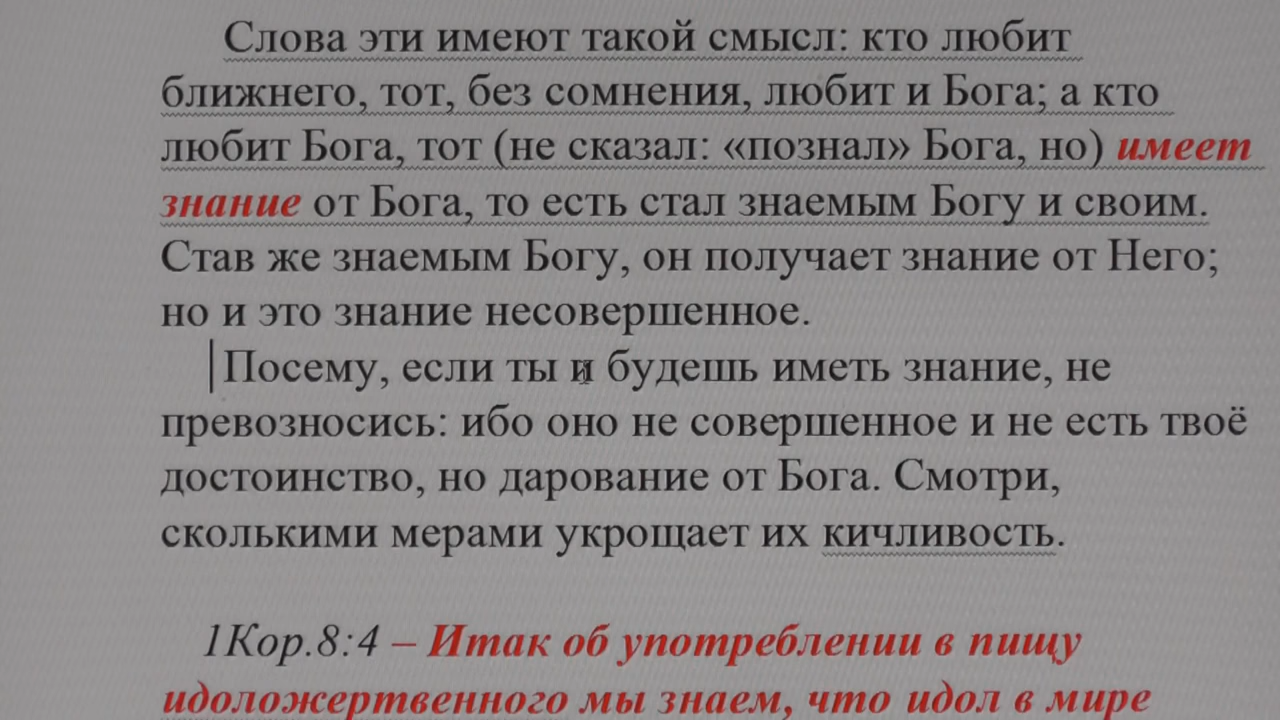 Слова эти имеют такой смысл: кто любит
ближнего, тот, без сомнения, любит и Бога; а кто
любит Бога, тот (не сказал: «познал» Бога, но) имеет
знание от Бога, то есть стал знаемым Богу и своим.
Став же знаемым Богу, он получает знание от Него;
но и это знание несовершенное.
Посему, если ты и будешь иметь знание, не
превозносись: ибо оно не совершенное и не есть твоё
достоинство, но дарование от Бога. Смотри,
сколькими мерами укрощает их кичливость.
1Кор.8:4 – Итак об употреблении в пищу
идоложертвенного мы знаем, что идол в мире